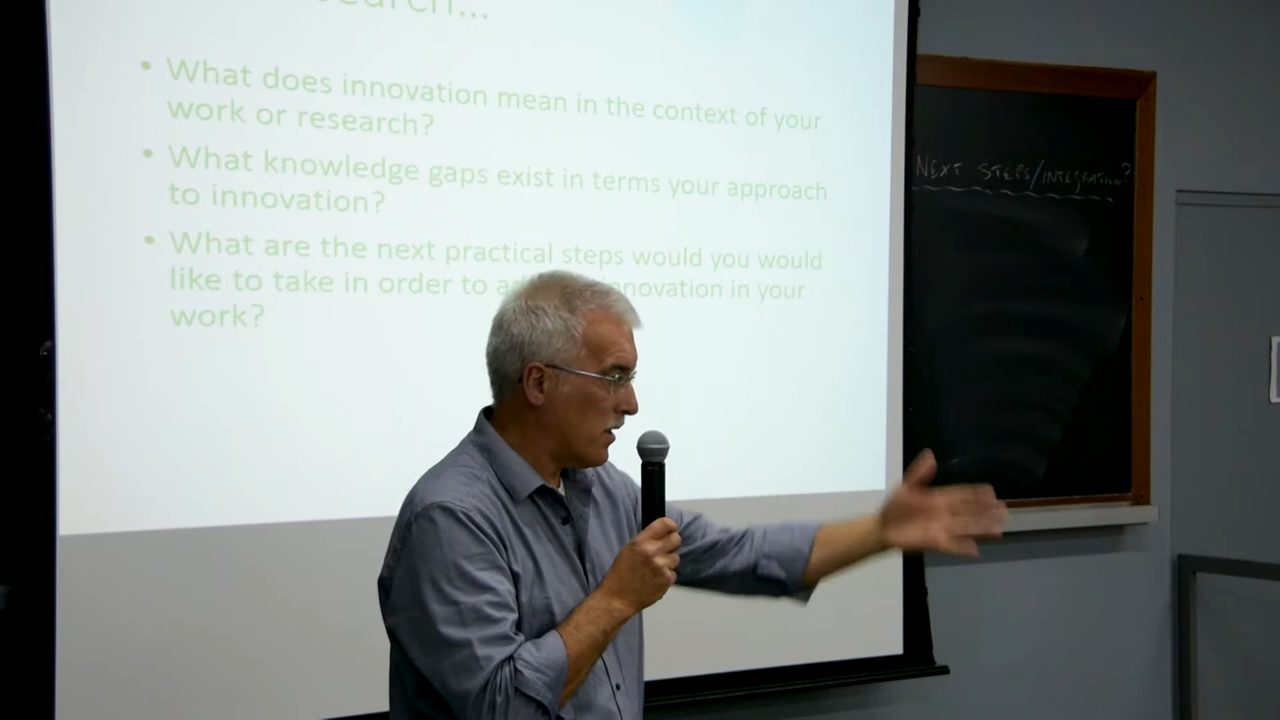 • What does innovation mean in the context of your
work or research?
• What knowledge gaps exist in terms your approach
to innovation?
• What are the next practical steps would you would
like to take in order to innovation in your
work?
NEXT STEPS/INTEGRATION?